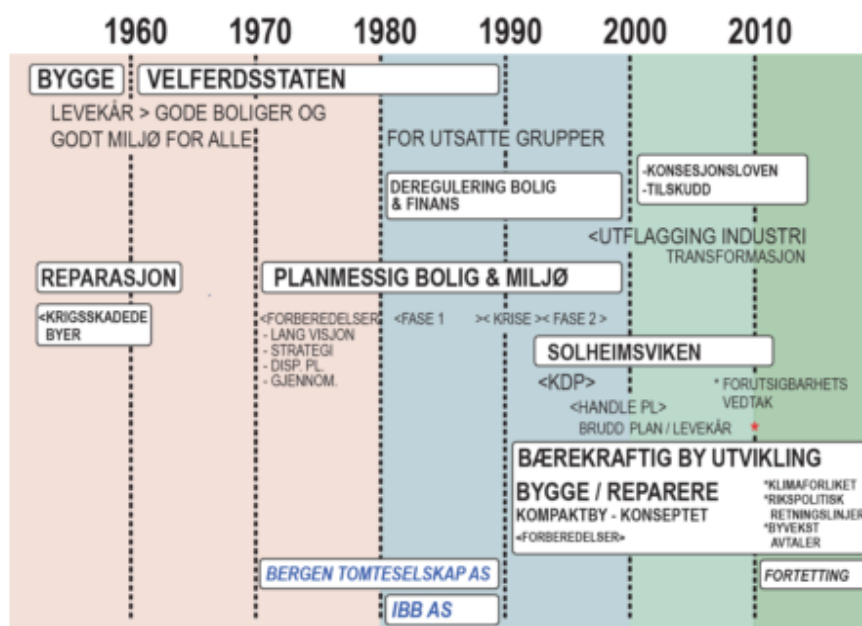 1960 1970 1980 1990 2000 2010
BYGGE VELFERDSSTATEN
LEVEKÅR > GODE BOLIGER OG
GODT MILJØ FOR ALLE FOR UTSATTE GRUPPER
DEREGULERING BOLIG
& FINANS
-KONSESJONSLOVEN
-TILSKUDD
<UTFLAGGING INDUSTRI
TRANSFORMASJON
REPARASJON PLANMESSIG BOLIG & MILJØ
<KRIGSSKADEDE
BYER
<FORBEREDELSER <FASE 1 >< KRISE >< FASE 2 >
- LANG VISJON
- STRATEGI
- DISP. PL.
- GJENNOM.
SOLHEIMSVIKEN
<KDP>
* FORUTSIGBARHETS
VEDTAK
<HANDLE PL>
BRUDD PLAN / LEVEKÅR *
BÆREKRAFTIG BY UTVIKLING
BYGGE / REPARERE
KOMPAKTBY - KONSEPTET
<FORBEREDELSER>
*KLIMAFORLIKET
*RIKSPOLITISK
RETNINGSLINJER
*BYVEKST
AVTALER
BERGEN TOMTESELSKAP AS FORTETTING
IBB AS